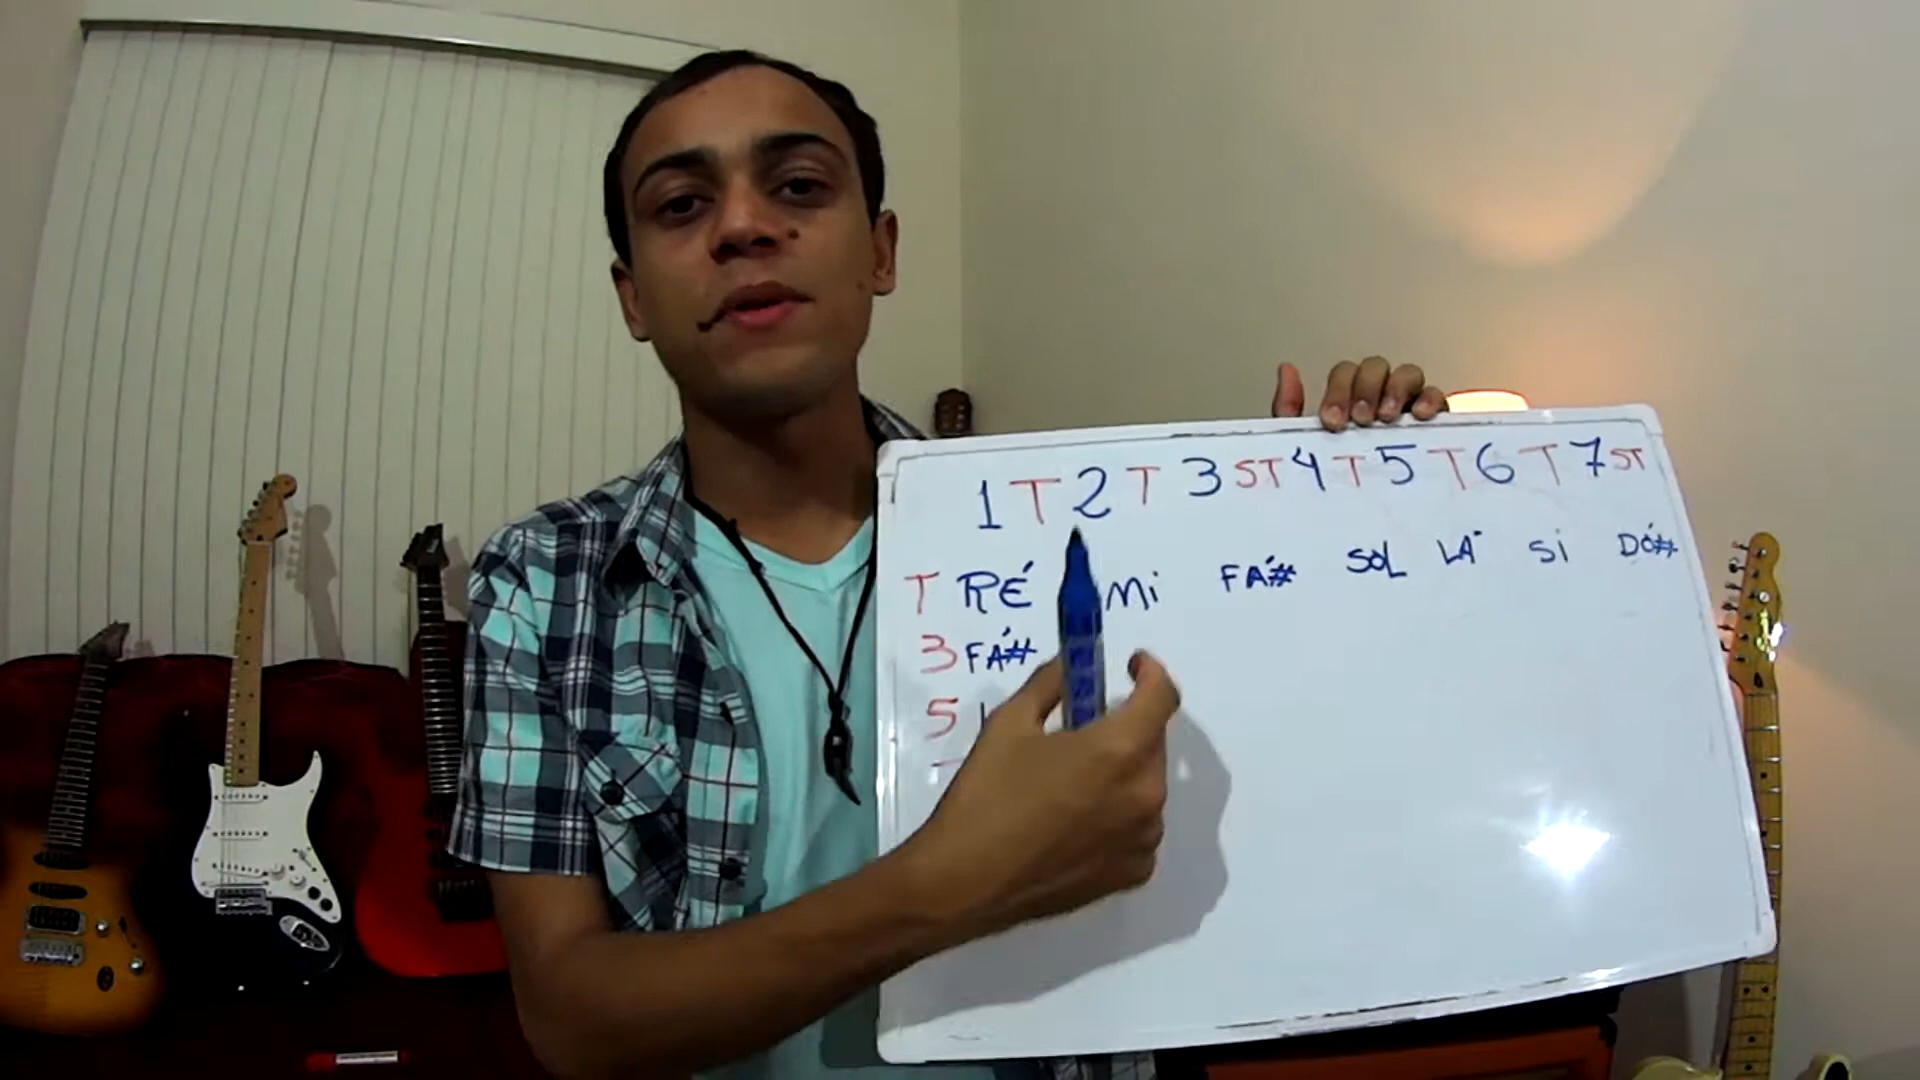 1 T 2 T 3 ST 4 T 5 T 6 T 7 ST
T RÉ Mi FÁ# SOL LÁ Si DÓ#
3 FÁ#
5